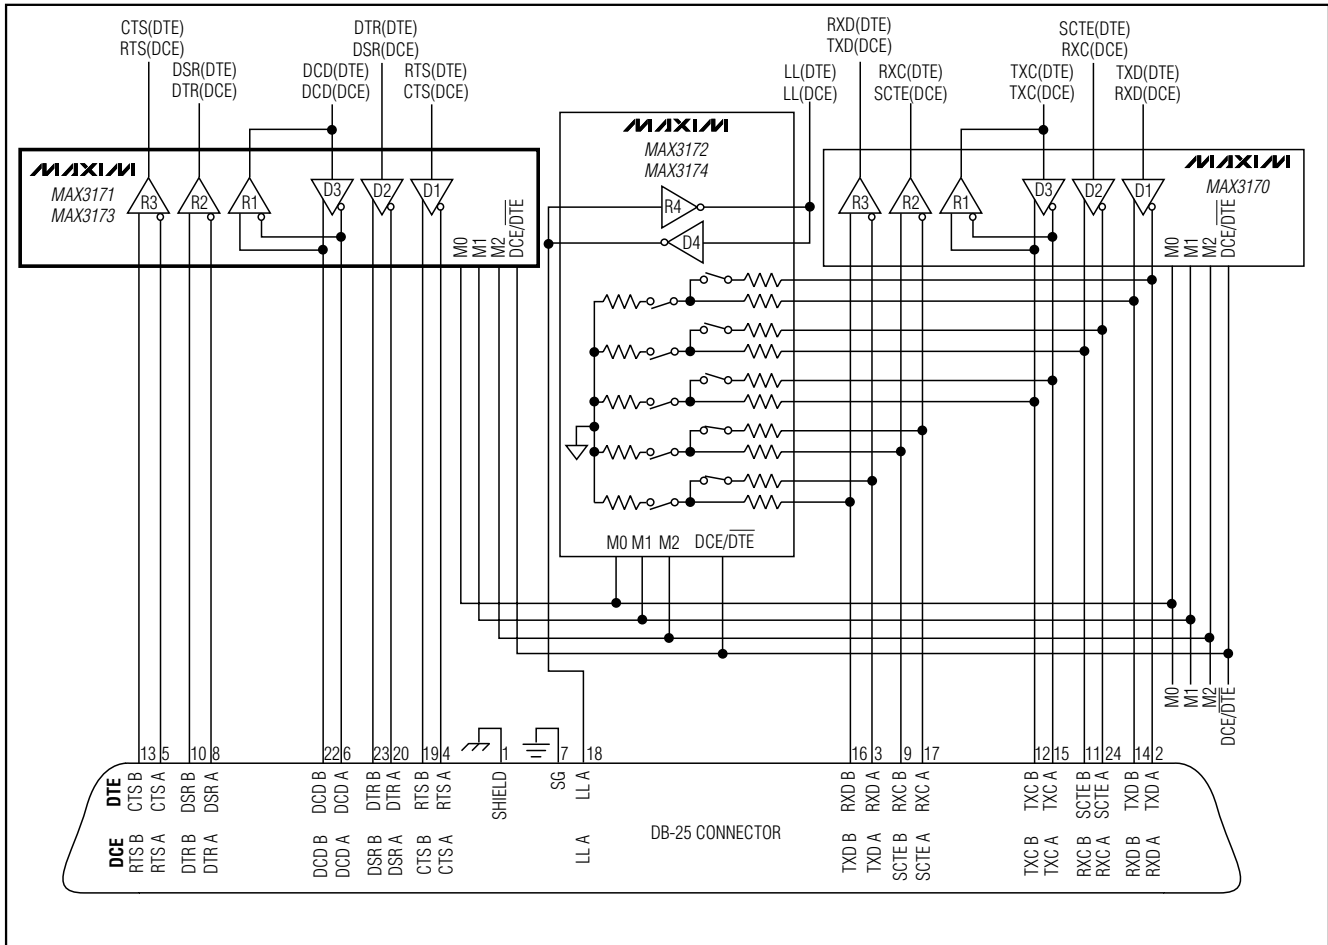 CTS(DTE)
RTS(DCE)
DSR(DTE)
DTR(DCE)
DCD(DTE)
DCD(DCE)
DTR(DTE)
DSR(DCE)
RTS(DTE)
CTS(DCE)
LL(DTE)
LL(DCE)
RXD(DTE)
TXD(DCE)
RXC(DTE)
SCTE(DCE)
TXC(DTE)
TXC(DCE)
SCTE(DTE)
RXC(DCE)
TXD(DTE)
RXD(DCE)
MAXIM
MAX3171
MAX3173
R3
R2
R1
D3
D2
D1
M0
M1
M2
DCE/DTE
MAXIM
MAX3172
MAX3174
R4
D4
M0 M1 M2 DCE/DTE
MAXIM
MAX3170
R3
R2
R1
D3
D2
D1
M0
M1
M2
DCE/DTE
M0
M1
M2
DCE/DTE
13 5 10 8 22 6 23 20 19 4 1 7 18 16 3 9 17 12 15 11 24 14 2
DTE
CTS B
CTS A
DSR B
DSR A
DCD B
DCD A
DTR B
DTR A
RTS B
RTS A
SHIELD
SG
LL A
RXD B
RXD A
RXC B
RXC A
TXC B
TXC A
SCTE B
SCTE A
TXD B
TXD A
DB-25 CONNECTOR
DCE
RTS B
RTS A
DTR B
DTR A
DCD B
DCD A
DSR B
DSR A
CTS B
CTS A
LL A
TXD B
TXD A
SCTE B
SCTE A
TXC B
TXC A
RXC B
RXC A
RXD B
RXD A